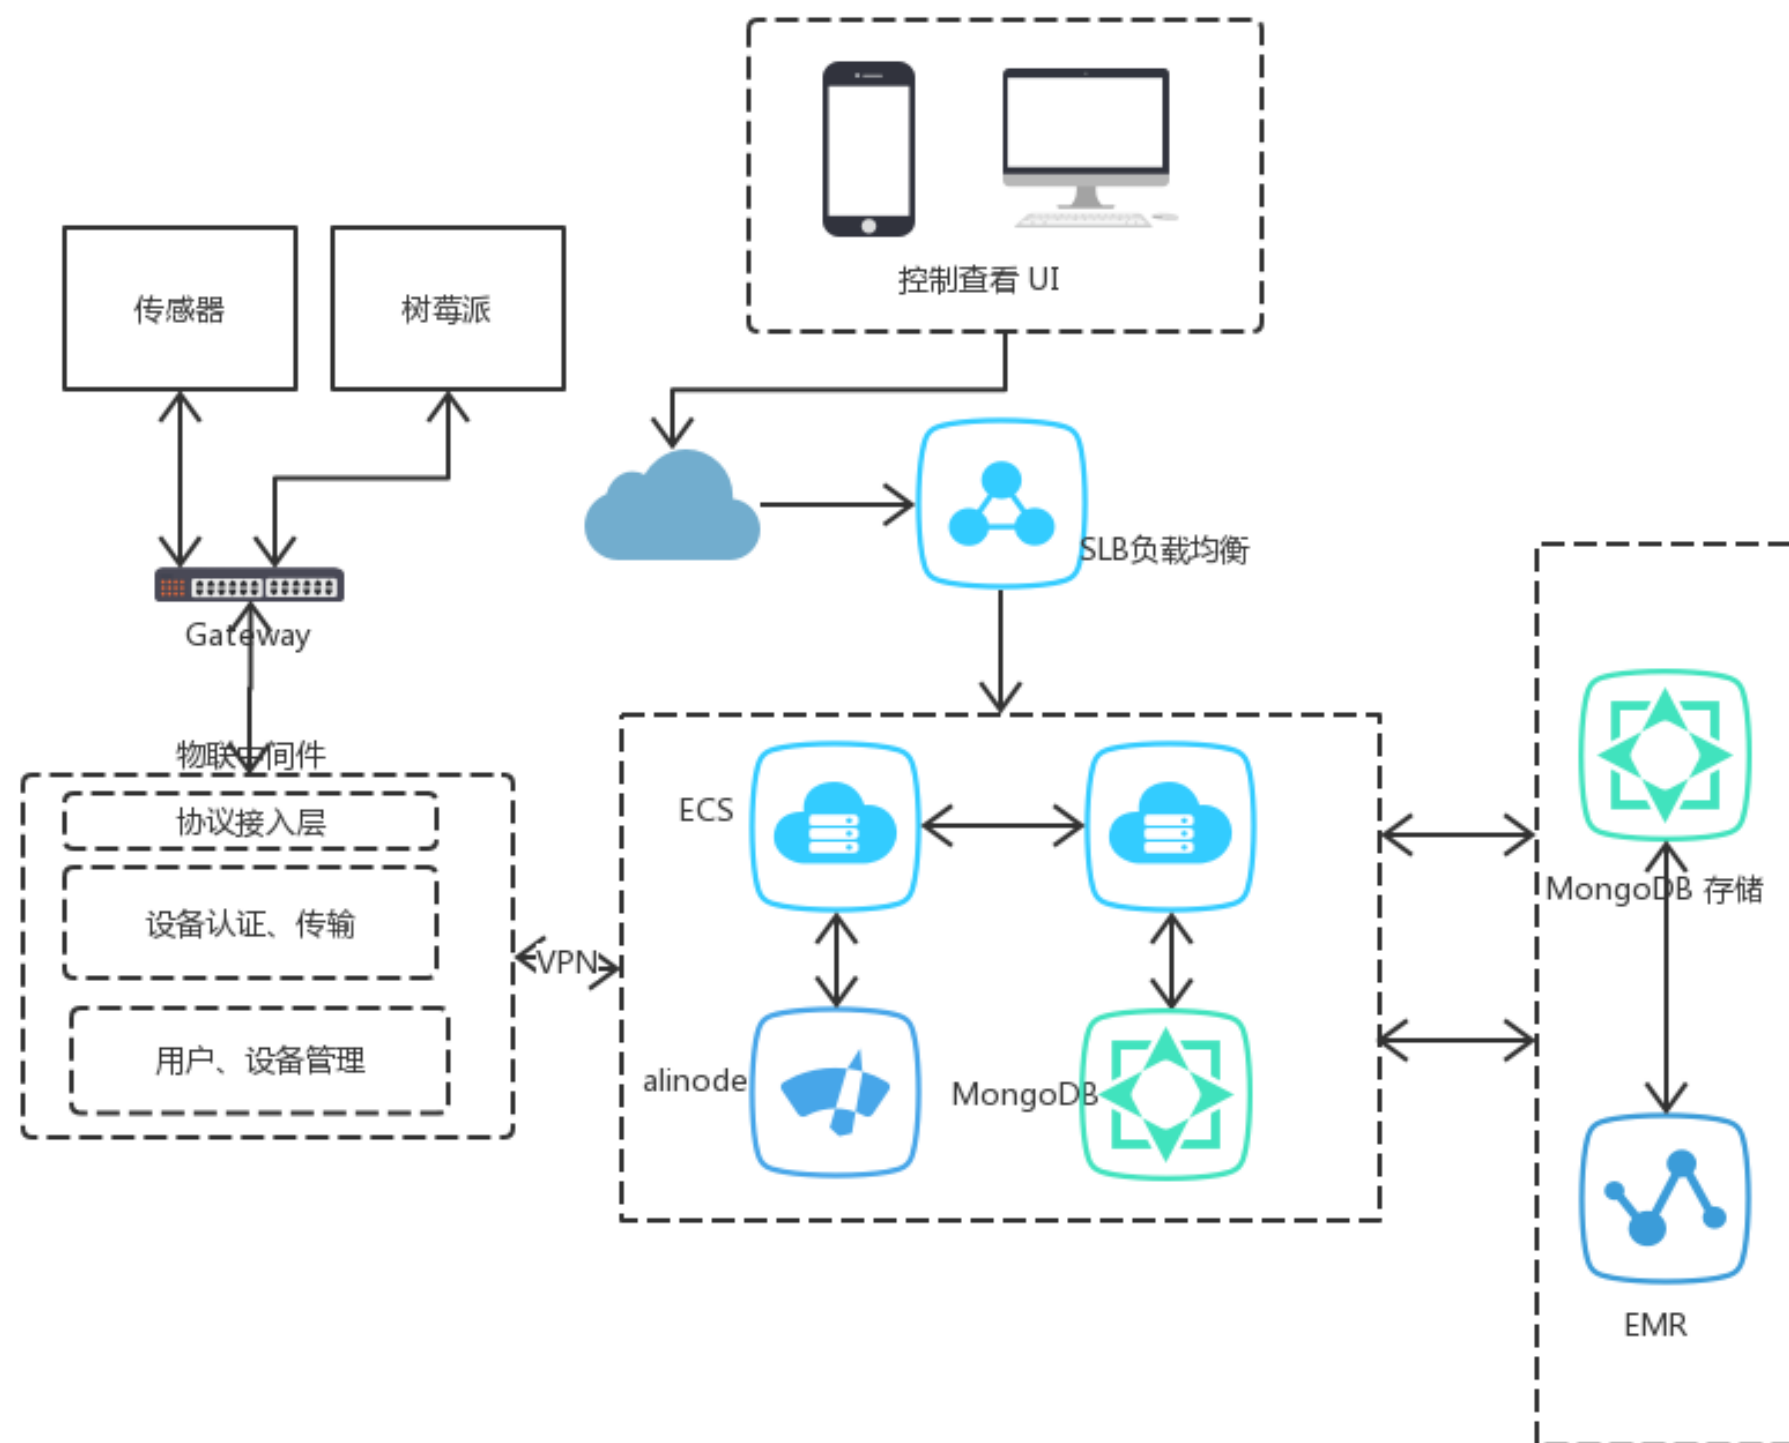 控制查看 UI
传感器
树莓派
SLB负载均衡
Gateway
物联中间件
协议接入层
设备认证、传输
用户、设备管理
VPN
ECS
alinode
MongoDB
MongoDB 存储
EMR